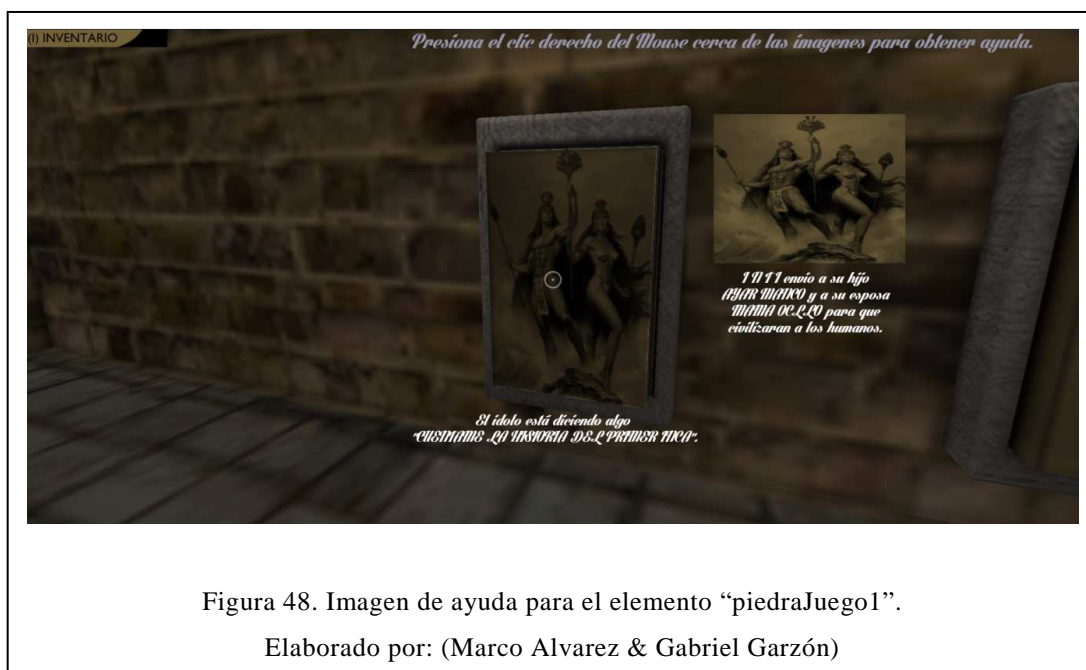 (I) INVENTARIO
Presiona el clic derecho del Mouse cerca de las imagenes para obtener ayuda.
INTI envío a su hijo
AYAR MANCO y a su esposa
MAMA OCLLO para que
civilizaran a los humanos.
El ídolo está diciendo algo
"CUENTAME LA HISTORIA DEL PRIMER INCA".
Figura 48. Imagen de ayuda para el elemento “piedraJuego1”.
Elaborado por: (Marco Alvarez & Gabriel Garzón)